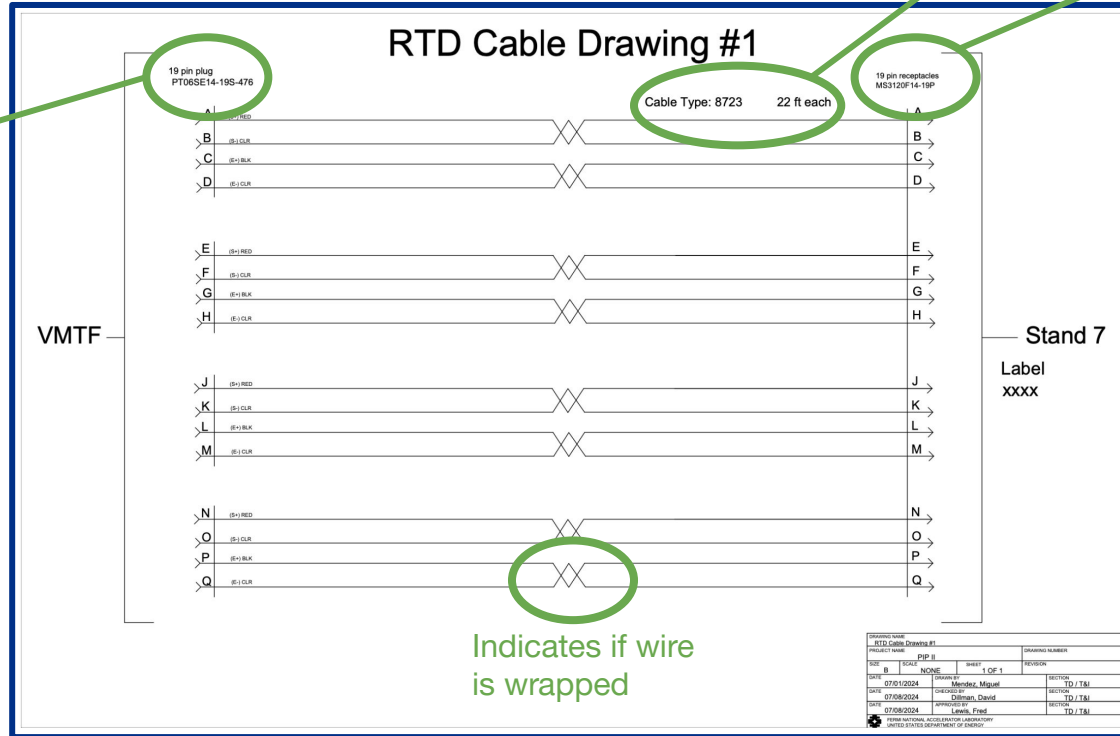 RTD Cable Drawing #1
19 pin plug
PT06SE14-19S-476
Cable Type: 8723 22 ft each
19 pin receptacles
MS3120F14-19P
A (S+) RED A
B (S-) CLR B
C (E+) BLK C
D (E-) CLR D
E (S+) RED E
F (S-) CLR F
G (E+) BLK G
H (E-) CLR H
VMTF
Stand 7
Label
xxxx
J (S+) RED J
K (S-) CLR K
L (E+) BLK L
M (E-) CLR M
N (S+) RED N
O (S-) CLR O
P (E+) BLK P
Q (E-) CLR Q
Indicates if wire
is wrapped
DRAWING NAME
RTD Cable Drawing #1
PROJECT NAME DRAWING NUMBER
PIP II
SIZE SCALE SHEET REVISION
B NONE 1 OF 1
DATE DRAWN BY SECTION
07/01/2024 Mendez, Miguel TD / T&I
DATE CHECKED BY SECTION
07/08/2024 Dillman, David TD / T&I
DATE APPROVED BY SECTION
07/08/2024 Lewis, Fred TD / T&I
FERMI NATIONAL ACCELERATOR LABORATORY
UNITED STATES DEPARTMENT OF ENERGY